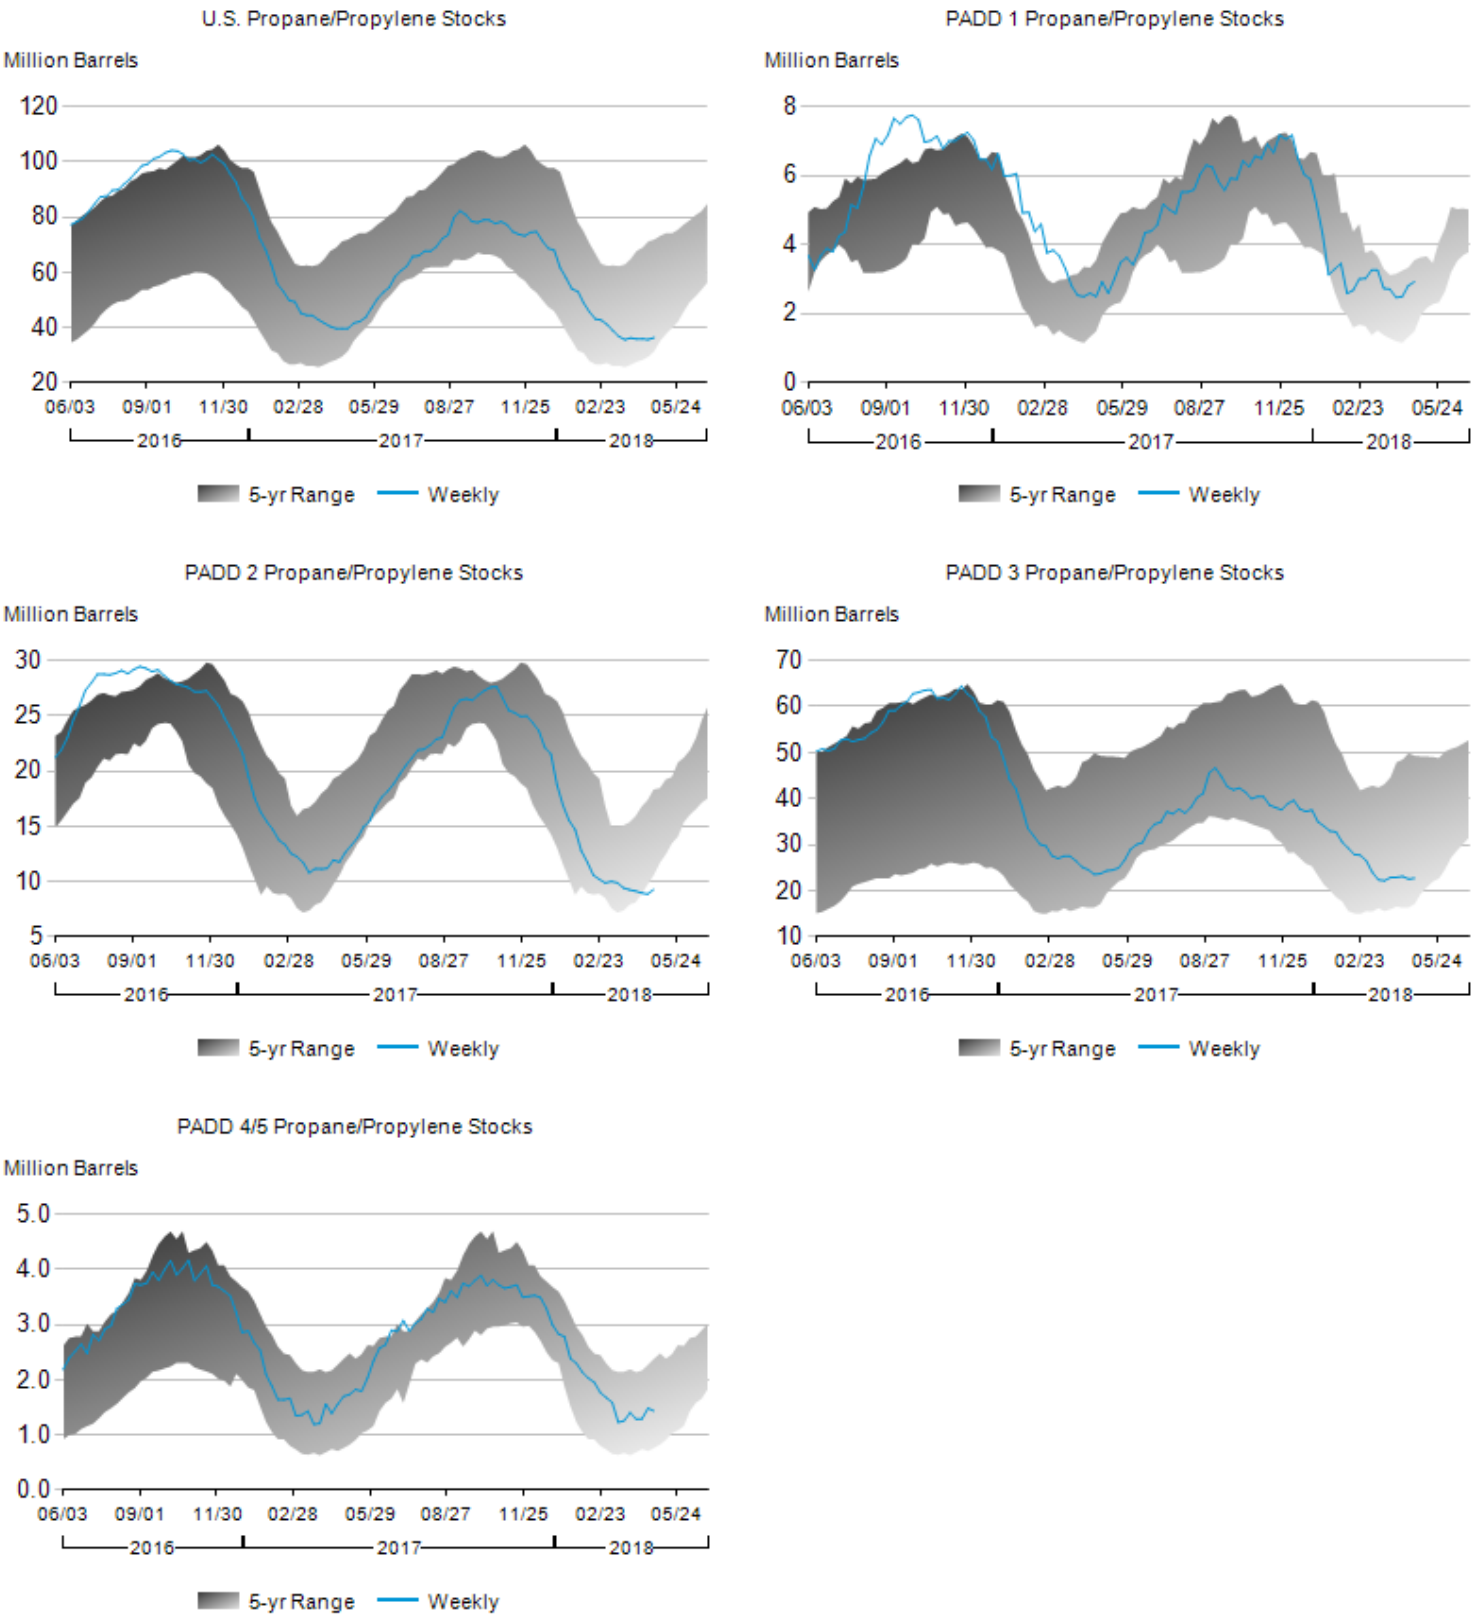 U.S. Propane/Propylene Stocks
Million Barrels
120
100
80
60
40
20
06/03 09/01 11/30 02/28 05/29 08/27 11/25 02/23 05/24
2016 2017 2018
5-yr Range Weekly
PADD 1 Propane/Propylene Stocks
Million Barrels
8
6
4
2
0
06/03 09/01 11/30 02/28 05/29 08/27 11/25 02/23 05/24
2016 2017 2018
5-yr Range Weekly
PADD 2 Propane/Propylene Stocks
Million Barrels
30
25
20
15
10
5
06/03 09/01 11/30 02/28 05/29 08/27 11/25 02/23 05/24
2016 2017 2018
5-yr Range Weekly
PADD 3 Propane/Propylene Stocks
Million Barrels
70
60
50
40
30
20
10
06/03 09/01 11/30 02/28 05/29 08/27 11/25 02/23 05/24
2016 2017 2018
5-yr Range Weekly
PADD 4/5 Propane/Propylene Stocks
Million Barrels
5.0
4.0
3.0
2.0
1.0
0.0
06/03 09/01 11/30 02/28 05/29 08/27 11/25 02/23 05/24
2016 2017 2018
5-yr Range Weekly